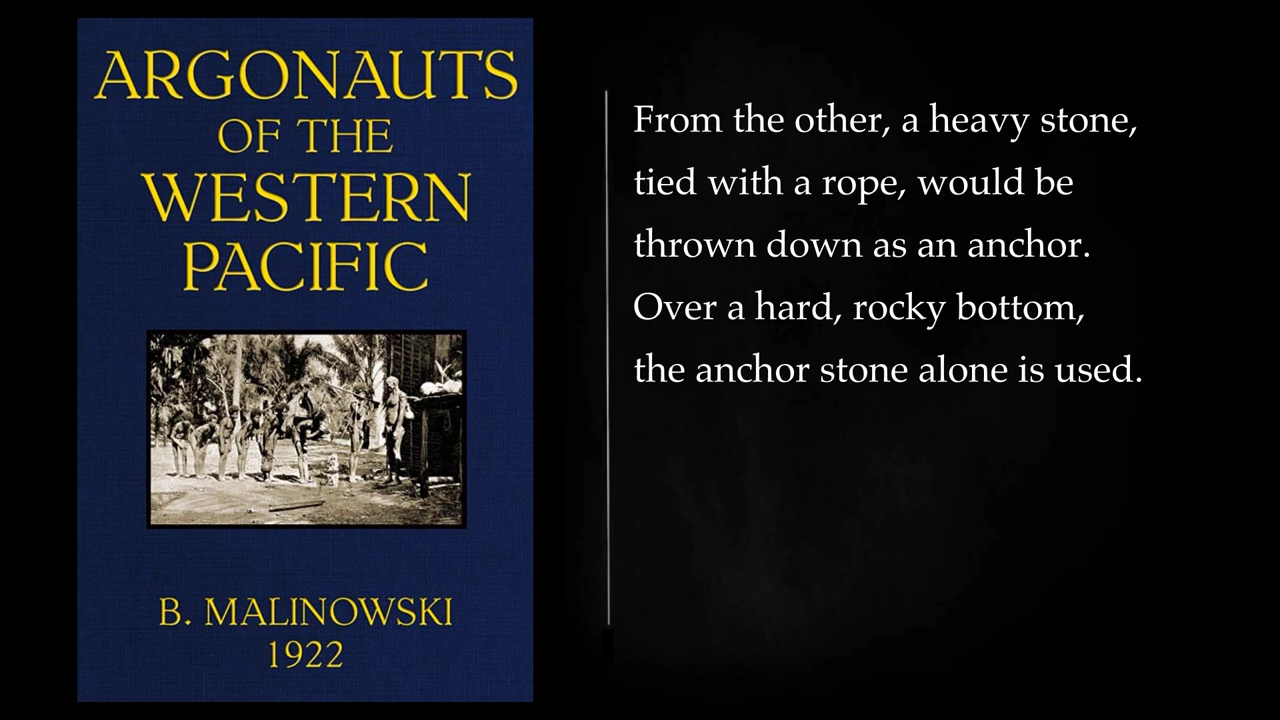 ARGONAUTS
OF THE
WESTERN
PACIFIC
B. MALINOWSKI
1922
From the other, a heavy stone,
tied with a rope, would be
thrown down as an anchor.
Over a hard, rocky bottom,
the anchor stone alone is used.